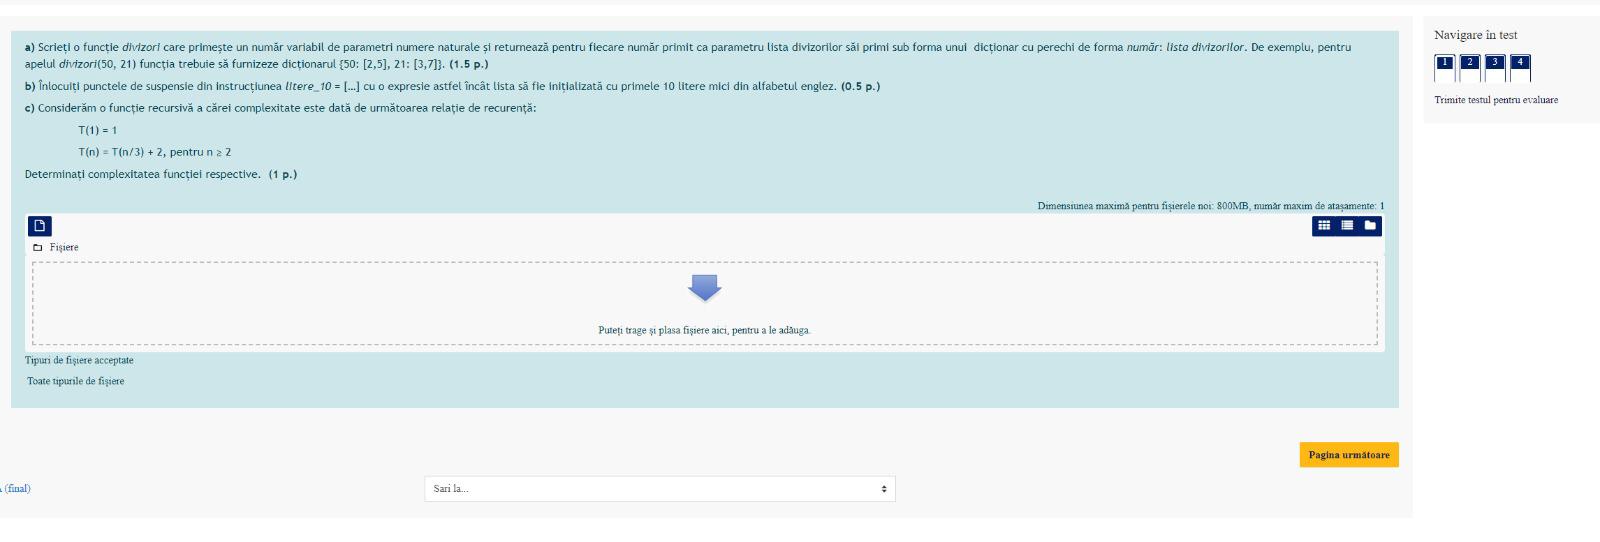 a) Scrieți o funcție divizori care primește un număr variabil de parametri numere naturale și returnează pentru fiecare număr primit ca parametru lista divizorilor săi primi sub forma unui dicționar cu perechi de forma număr: lista divizorilor. De exemplu, pentru
apelul divizori(50, 21) funcția trebuie să furnizeze dicționarul {50: [2,5], 21: [3,7]}. (1.5 p.)
b) Înlocuiți punctele de suspensie din instrucțiunea litere_10 = [...] cu o expresie astfel încât lista să fie inițializată cu primele 10 litere mici din alfabetul englez. (0.5 p.)
c) Considerăm o funcție recursivă a cărei complexitate este dată de următoarea relație de recurență:
T(1) = 1
T(n) = T(n/3) + 2, pentru n ≥ 2
Determinați complexitatea funcției respective. (1 p.)
Dimensiunea maximă pentru fișierele noi: 800MB, număr maxim de atașamente: 1
Fișiere
Puteți trage și plasa fișiere aici, pentru a le adăuga.
Tipuri de fișiere acceptate
Toate tipurile de fișiere
Pagina următoare
(final)
Sari la...
Navigare în test
1 2 3 4
Trimite testul pentru evaluare